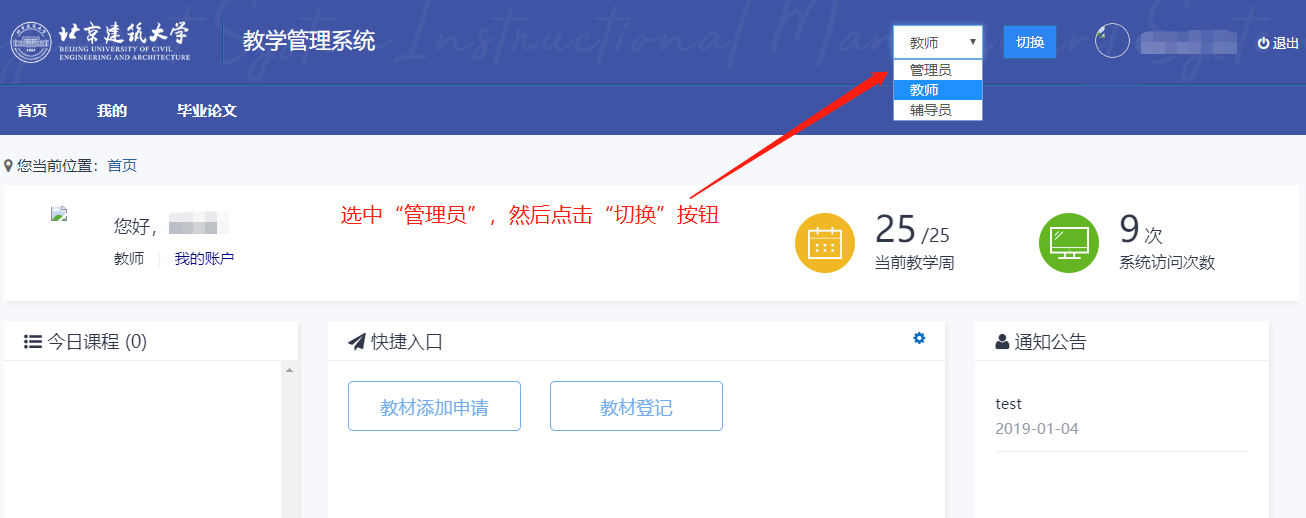 北京建筑大学
BEIJING UNIVERSITY OF CIVIL
ENGINEERING AND ARCHITECTURE
教学管理系统
教师
切换
退出
管理员
教师
辅导员
首页 我的 毕业论文
您当前位置： 首页
您好，
教师 我的账户
选中“管理员”，然后点击“切换”按钮
25 /25
当前教学周
9 次
系统访问次数
今日课程 (0)
快捷入口
教材添加申请 教材登记
通知公告
test
2019-01-04